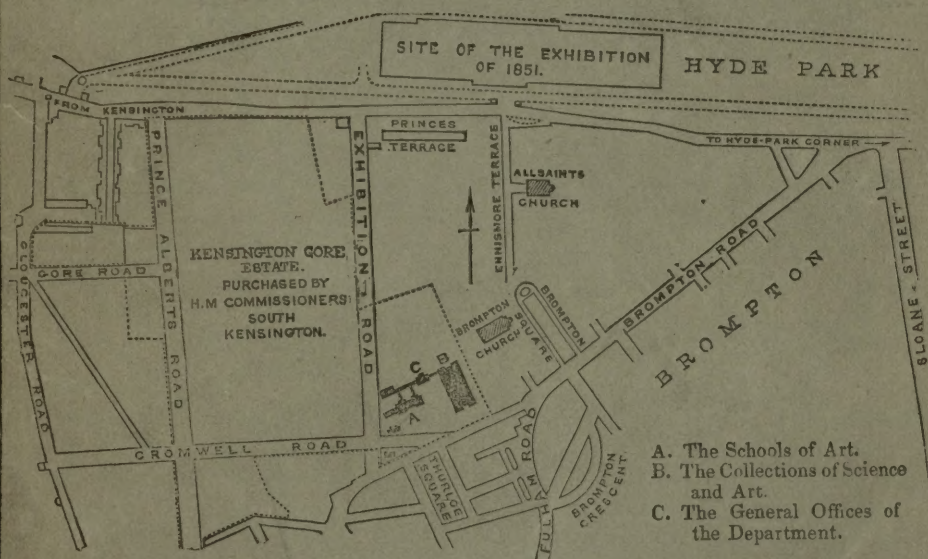 SITE OF THE EXHIBITION
OF 1851.
HYDE PARK
FROM KENSINGTON
PRINCES
TERRACE
TO HYDE-PARK CORNER
PRINCE ALBERTS ROAD
EXHIBITION ROAD
ENNISMORE TERRACE
ALLSAINTS
CHURCH
KENSINGTON GORE
ESTATE.
PURCHASED BY
H.M COMMISSIONERS
SOUTH
KENSINGTON.
GORE ROAD
GLOUCESTER ROAD
BROMPTON
CHURCH
BROMPTON
SQUARE
BROMPTON ROAD
BROMPTON
SLOANE STREET
C
B
A
CROMWELL ROAD
THURLOE
SQUARE
FULHAM ROAD
BROMPTON
CRESCENT
A. The Schools of Art.
B. The Collections of Science
and Art.
C. The General Offices of
the Department.